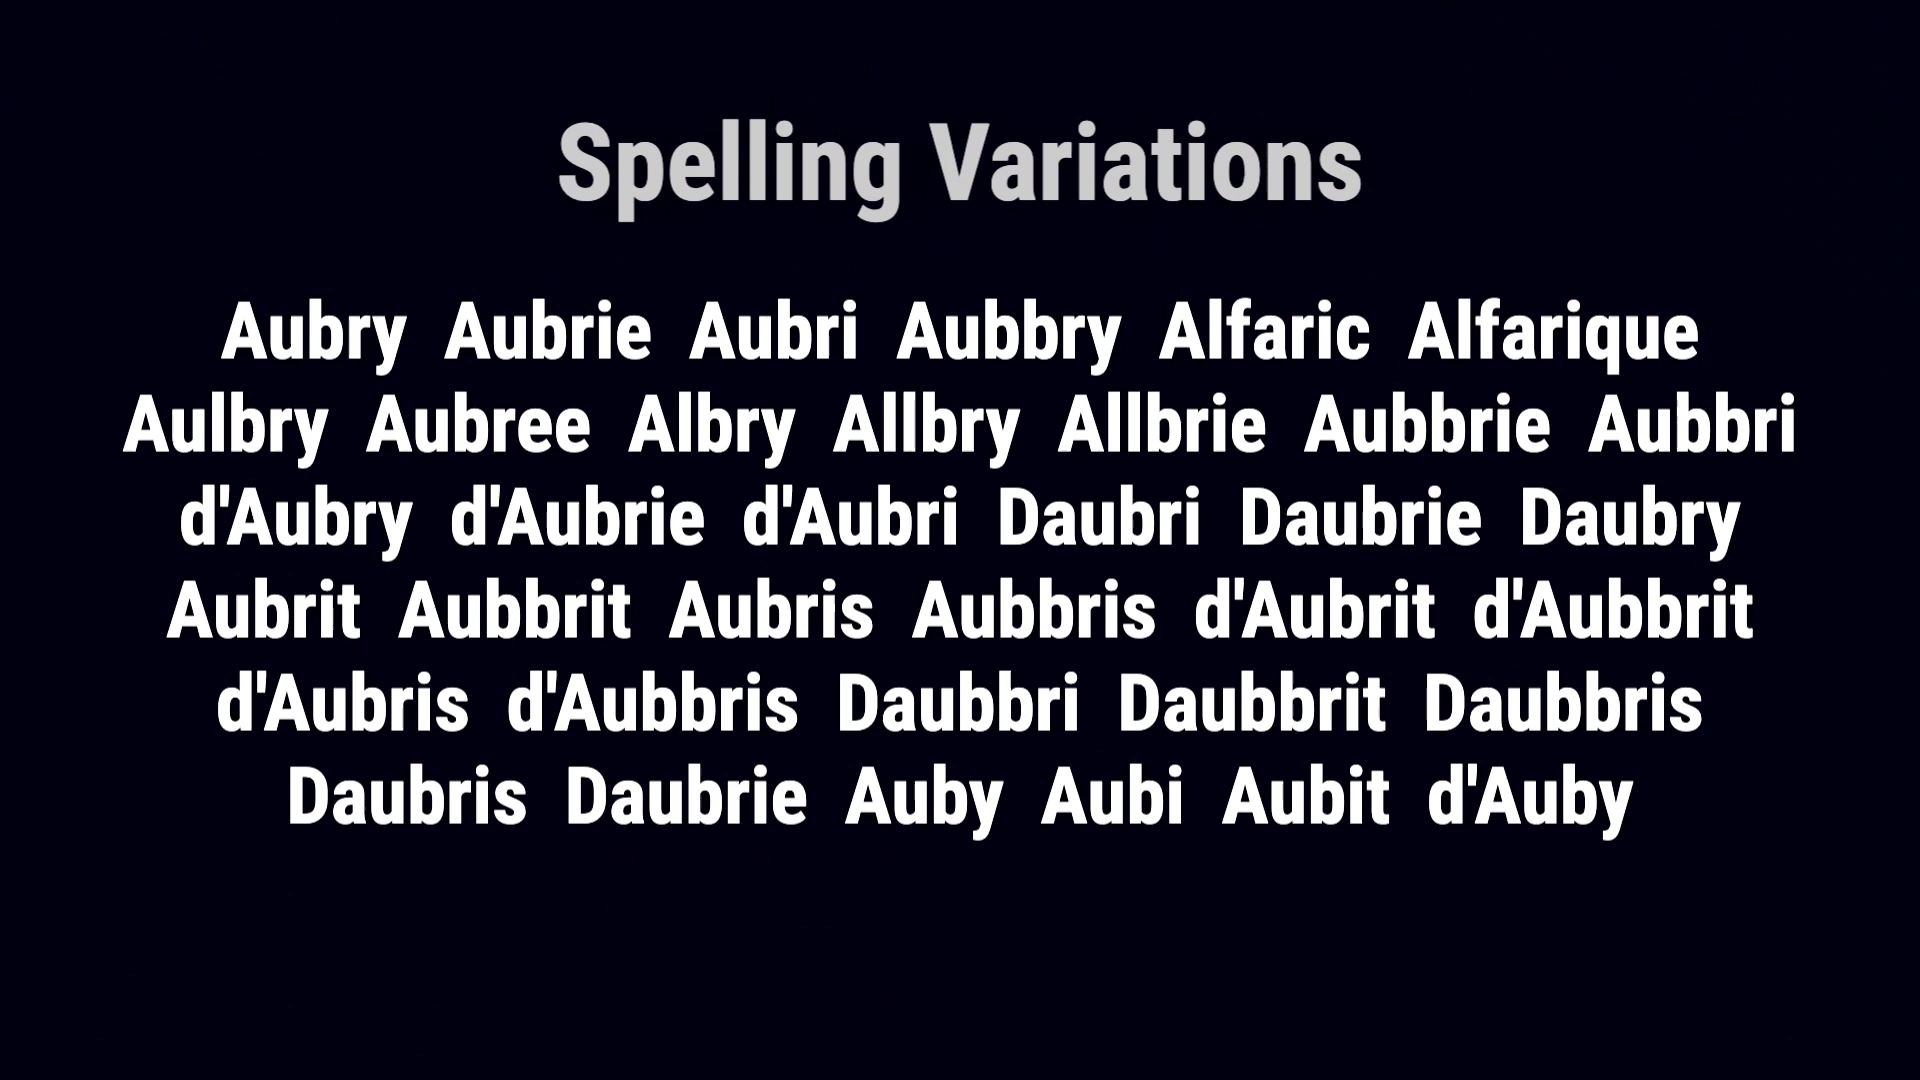 Spelling Variations
Aubry Aubrie Aubri Aubbry Alfaric Alfarique
Aulbry Aubree Albry Allbry Allbrie Aubbrie Aubbri
d'Aubry d'Aubrie d'Aubri Daubri Daubrie Daubry
Aubrit Aubbrit Aubris Aubbris d'Aubrit d'Aubbrit
d'Aubris d'Aubbris Daubbri Daubbrit Daubbris
Daubris Daubrie Auby Aubi Aubit d'Auby